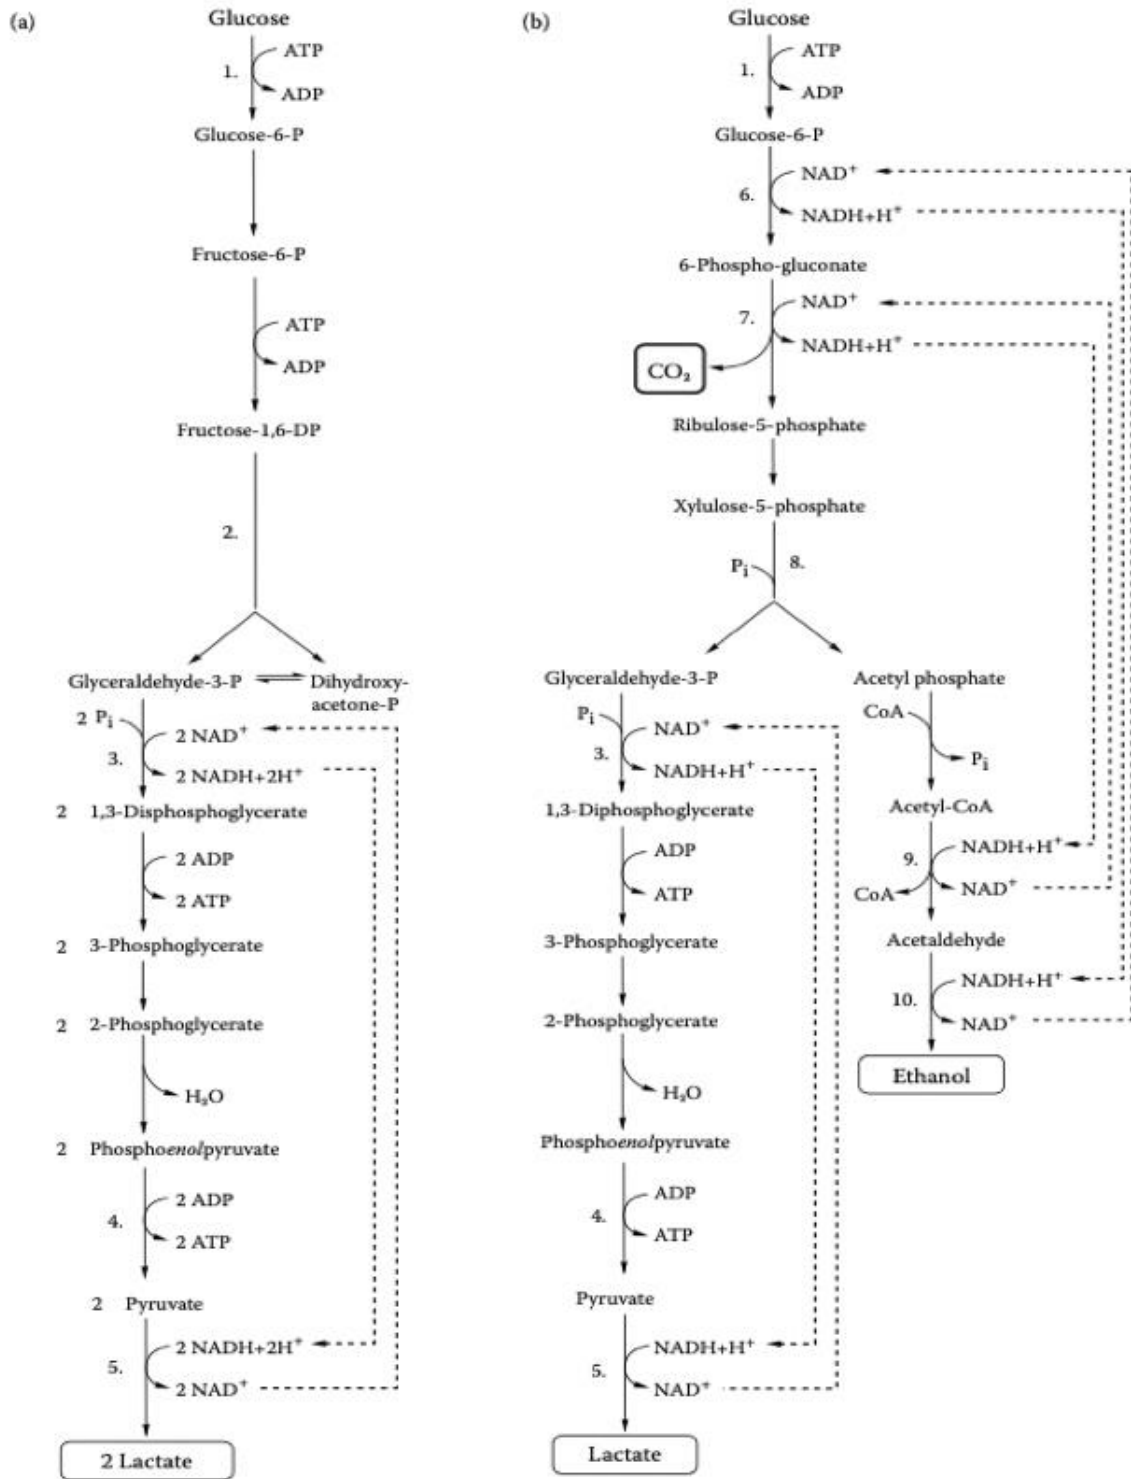 (a)
Glucose
1.
ATP
ADP
Glucose-6-P
Fructose-6-P
ATP
ADP
Fructose-1,6-DP
2.
Glyceraldehyde-3-P
Dihydroxy-
acetone-P
2 Pi
2 NAD⁺
3.
2 NADH+2H⁺
2 1,3-Disphosphoglycerate
2 ADP
2 ATP
2 3-Phosphoglycerate
2 2-Phosphoglycerate
H₂O
2 Phosphoenolpyruvate
2 ADP
4.
2 ATP
2 Pyruvate
2 NADH+2H⁺
5.
2 NAD⁺
2 Lactate
(b)
Glucose
1.
ATP
ADP
Glucose-6-P
NAD⁺
6.
NADH+H⁺
6-Phospho-gluconate
NAD⁺
7.
NADH+H⁺
CO₂
Ribulose-5-phosphate
Xylulose-5-phosphate
Pi
8.
Glyceraldehyde-3-P
Pi
NAD⁺
3.
NADH+H⁺
1,3-Diphosphoglycerate
ADP
ATP
3-Phosphoglycerate
2-Phosphoglycerate
H₂O
Phosphoenolpyruvate
ADP
4.
ATP
Pyruvate
NADH+H⁺
5.
NAD⁺
Lactate
Acetyl phosphate
CoA
Pi
Acetyl-CoA
NADH+H⁺
9.
CoA
NAD⁺
Acetaldehyde
NADH+H⁺
10.
NAD⁺
Ethanol